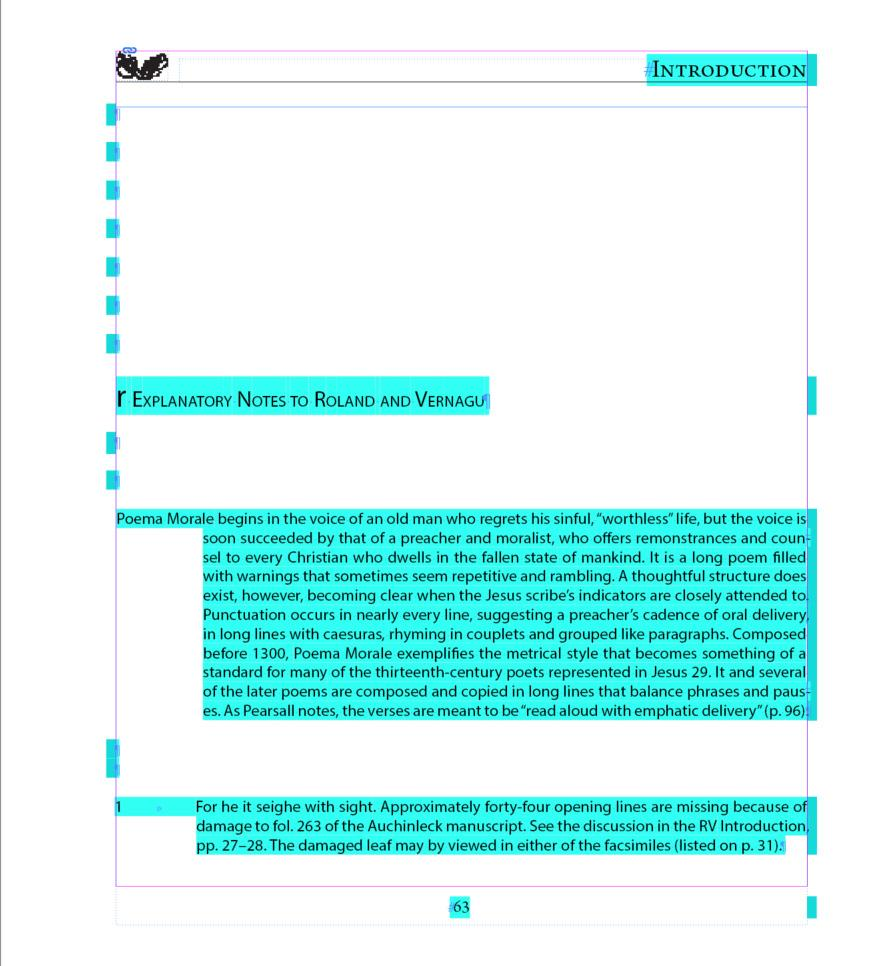 Introduction
r Explanatory Notes to Roland and Vernagu
Poema Morale begins in the voice of an old man who regrets his sinful, “worthless” life, but the voice is
soon succeeded by that of a preacher and moralist, who offers remonstrances and coun-
sel to every Christian who dwells in the fallen state of mankind. It is a long poem filled
with warnings that sometimes seem repetitive and rambling. A thoughtful structure does
exist, however, becoming clear when the Jesus scribe’s indicators are closely attended to.
Punctuation occurs in nearly every line, suggesting a preacher’s cadence of oral delivery,
in long lines with caesuras, rhyming in couplets and grouped like paragraphs. Composed
before 1300, Poema Morale exemplifies the metrical style that becomes something of a
standard for many of the thirteenth-century poets represented in Jesus 29. It and several
of the later poems are composed and copied in long lines that balance phrases and paus-
es. As Pearsall notes, the verses are meant to be “read aloud with emphatic delivery” (p. 96).
1 For he it seighe with sight. Approximately forty-four opening lines are missing because of
damage to fol. 263 of the Auchinleck manuscript. See the discussion in the RV Introduction,
pp. 27–28. The damaged leaf may by viewed in either of the facsimiles (listed on p. 31).
63